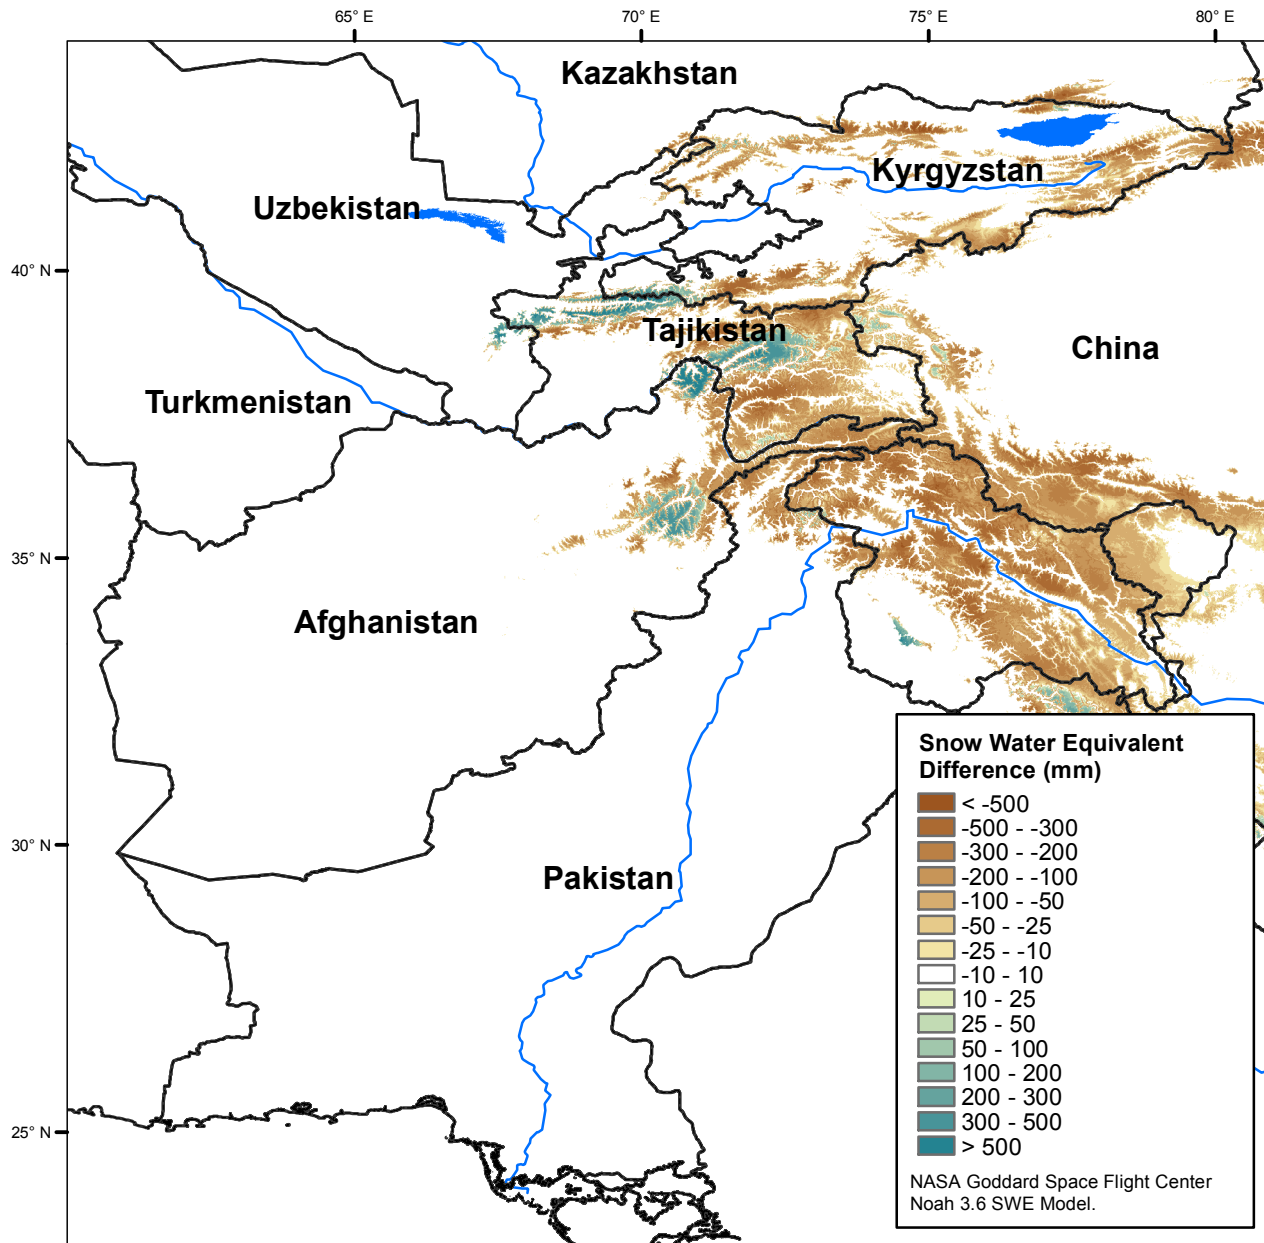 65° E
70° E
75° E
80° E
Kazakhstan
Kyrgyzstan
Uzbekistan
40° N
Tajikistan
China
Turkmenistan
35° N
Afghanistan
30° N
Pakistan
25° N
Snow Water Equivalent
Difference (mm)
< -500
-500 - -300
-300 - -200
-200 - -100
-100 - -50
-50 - -25
-25 - -10
-10 - 10
10 - 25
25 - 50
50 - 100
100 - 200
200 - 300
300 - 500
> 500
NASA Goddard Space Flight Center
Noah 3.6 SWE Model.